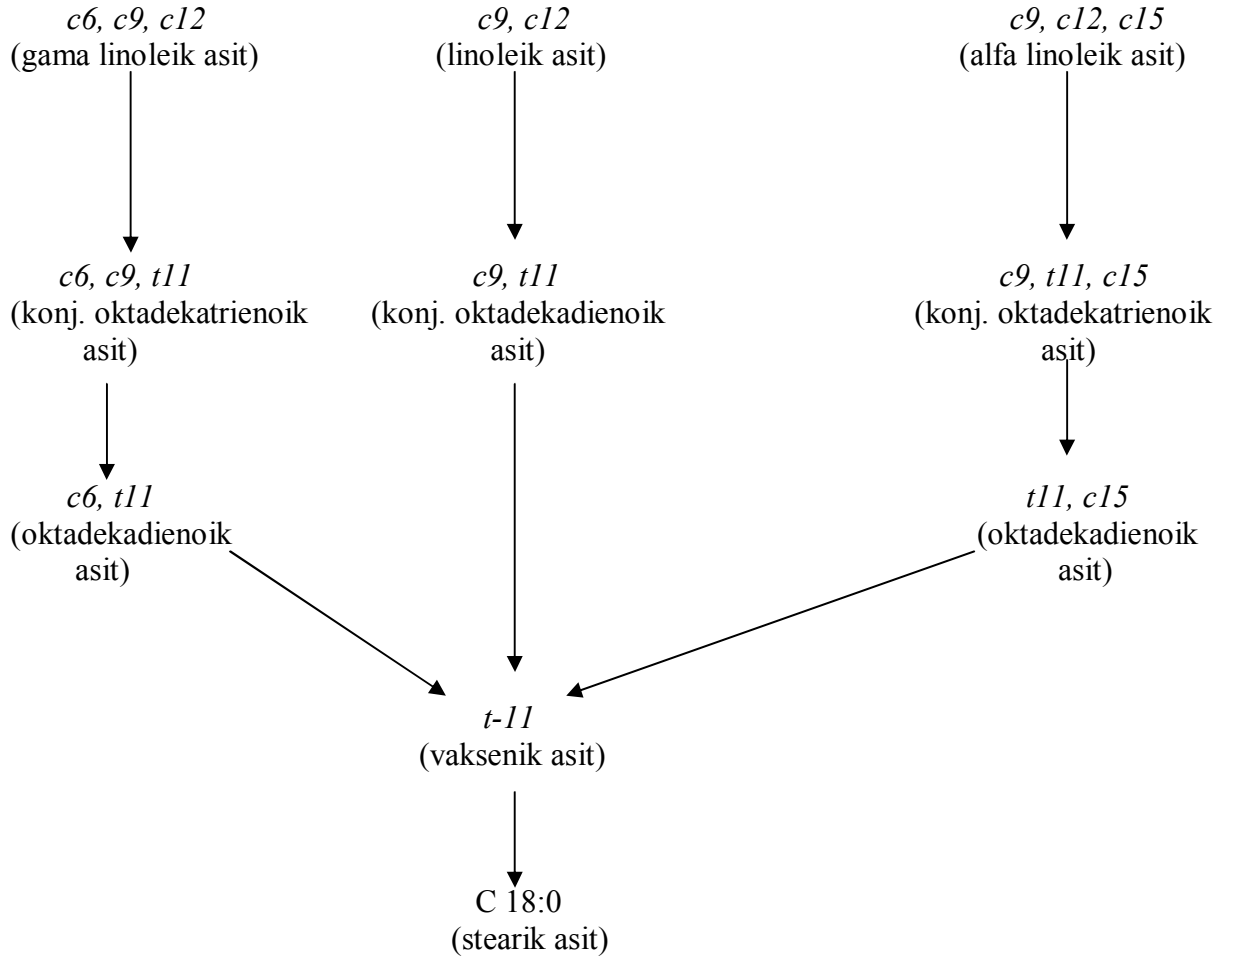 c6, c9, c12
(gama linoleik asit)
c9, c12
(linoleik asit)
c9, c12, c15
(alfa linoleik asit)
c6, c9, t11
(konj. oktadekatrienoik
asit)
c9, t11
(konj. oktadekadienoik
asit)
c9, t11, c15
(konj. oktadekatrienoik
asit)
c6, t11
(oktadekadienoik
asit)
t11, c15
(oktadekadienoik
asit)
t-11
(vaksenik asit)
C 18:0
(stearik asit)